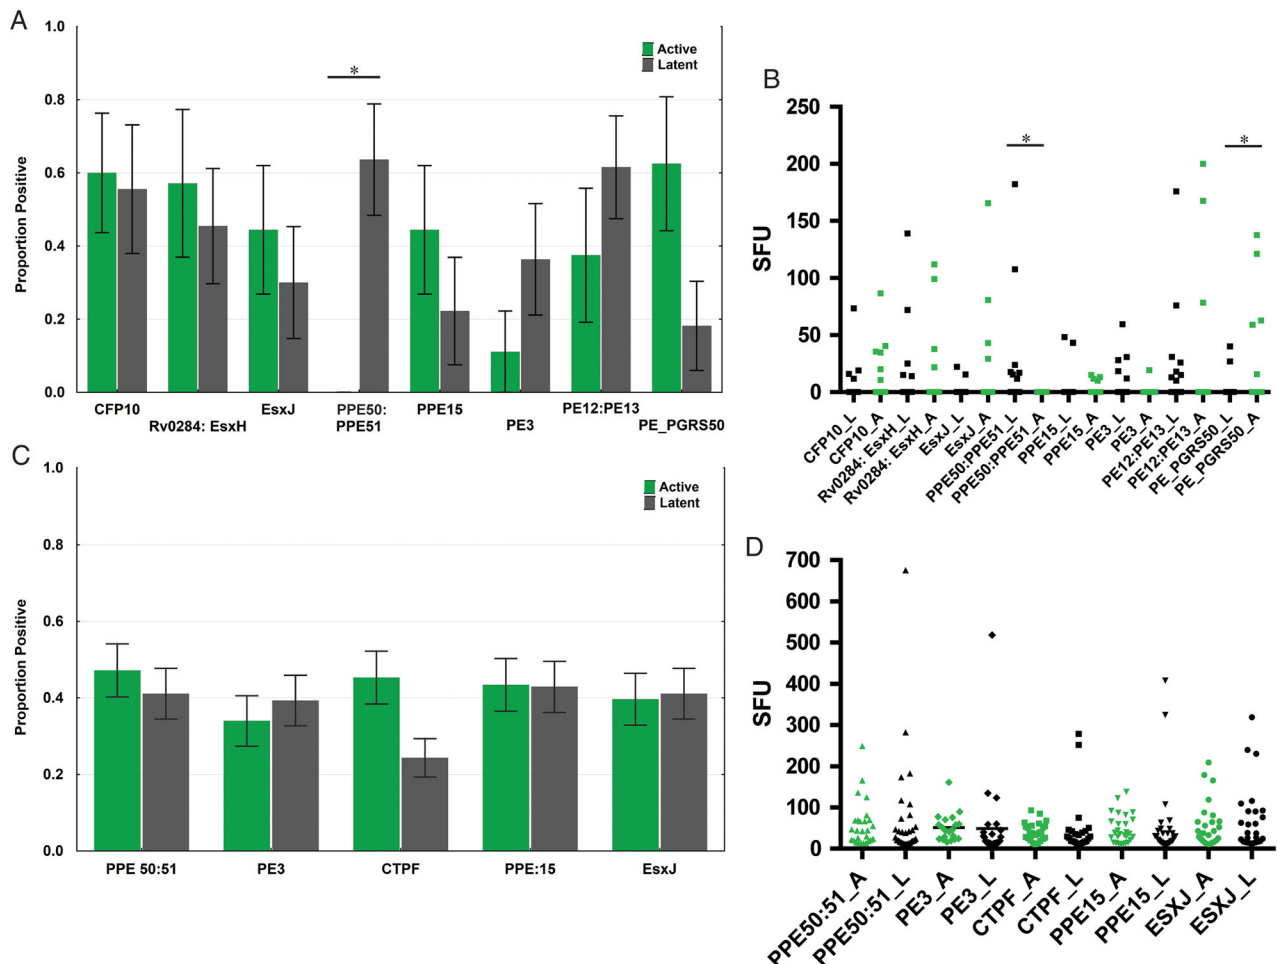 A
1.0
0.8
0.6
0.4
0.2
0.0
Proportion Positive
Active
Latent
*
CFP10
Rv0284: EsxH
EsxJ
PPE50:
PPE51
PPE15
PE3
PE12:PE13
PE_PGRS50
B
250
200
150
100
50
0
SFU
*
*
CFP10_L
CFP10_A
Rv0284: EsxH_L
Rv0284: EsxH_A
EsxJ_L
EsxJ_A
PPE50:PPE51_L
PPE50:PPE51_A
PPE15_L
PPE15_A
PE3_L
PE3_A
PE12:PE13_L
PE12:PE13_A
PE_PGRS50_L
PE_PGRS50_A
C
1.0
0.8
0.6
0.4
0.2
0.0
Proportion Positive
Active
Latent
PPE 50:51
PE3
CTPF
PPE:15
EsxJ
D
700
600
500
400
300
200
100
0
SFU
PPE50:51_A
PPE50:51_L
PE3_A
PE3_L
CTPF_A
CTPF_L
PPE15_A
PPE15_L
ESXJ_A
ESXJ_L